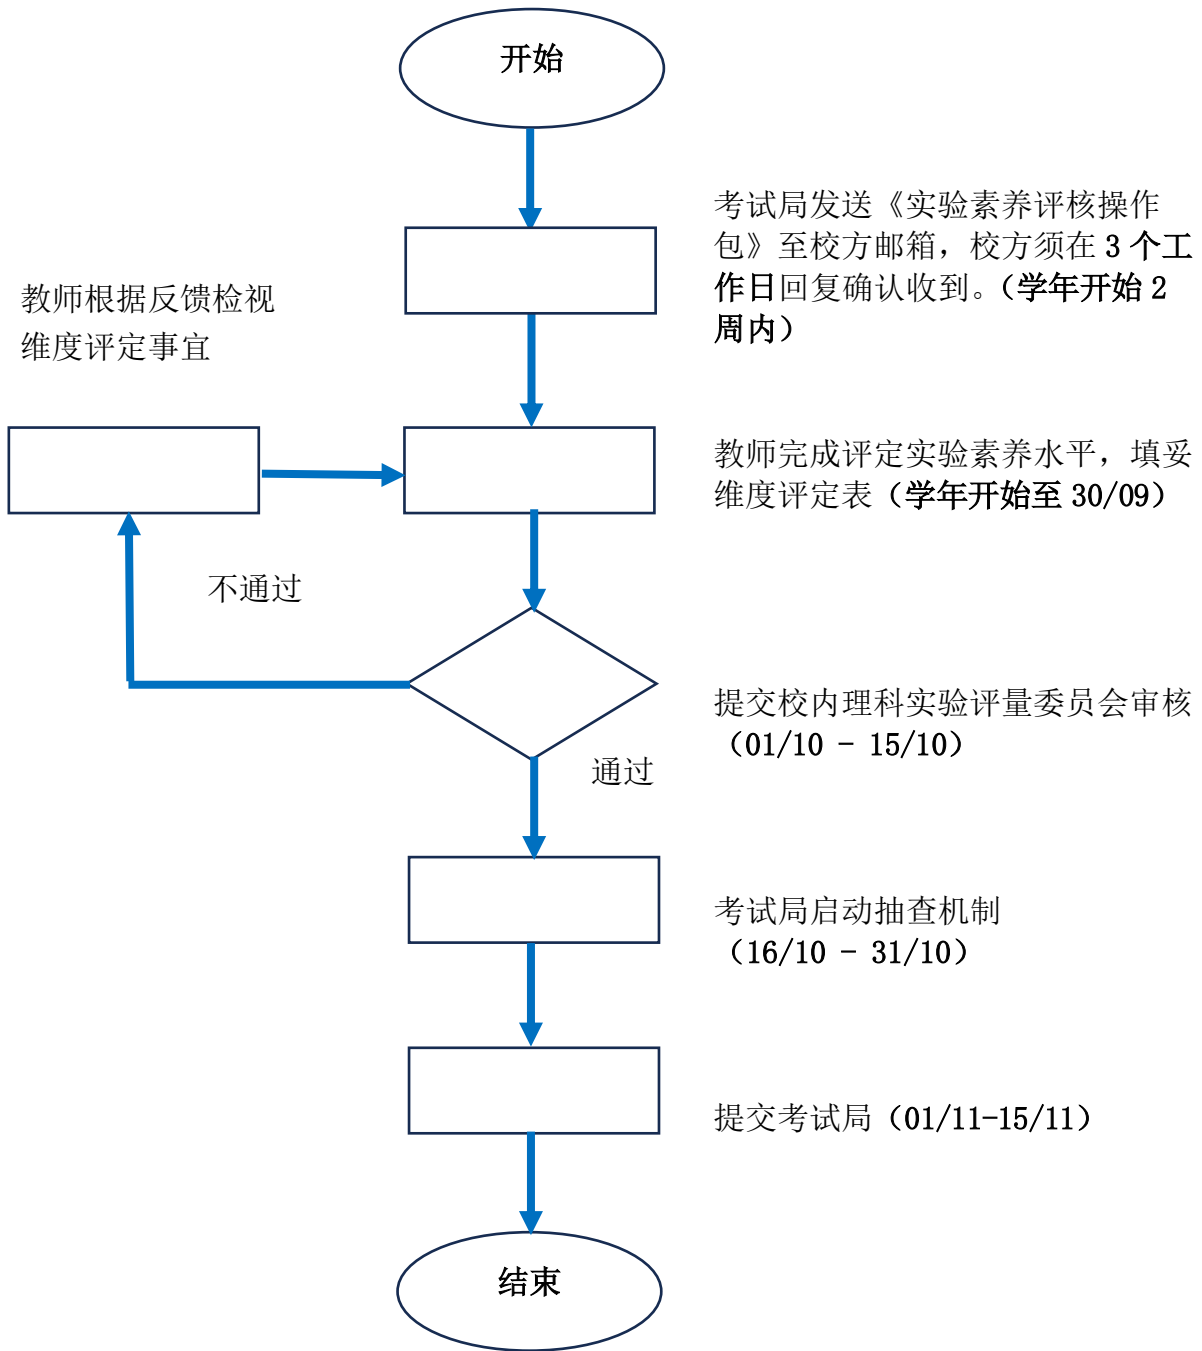 开始
考试局发送《实验素养评核操作
包》至校方邮箱，校方须在 3 个工
作日回复确认收到。（学年开始 2
周内）
教师根据反馈检视
维度评定事宜
教师完成评定实验素养水平，填妥
维度评定表（学年开始至 30/09）
不通过
提交校内理科实验评量委员会审核
（01/10 - 15/10）
通过
考试局启动抽查机制
（16/10 - 31/10）
提交考试局（01/11-15/11）
结束